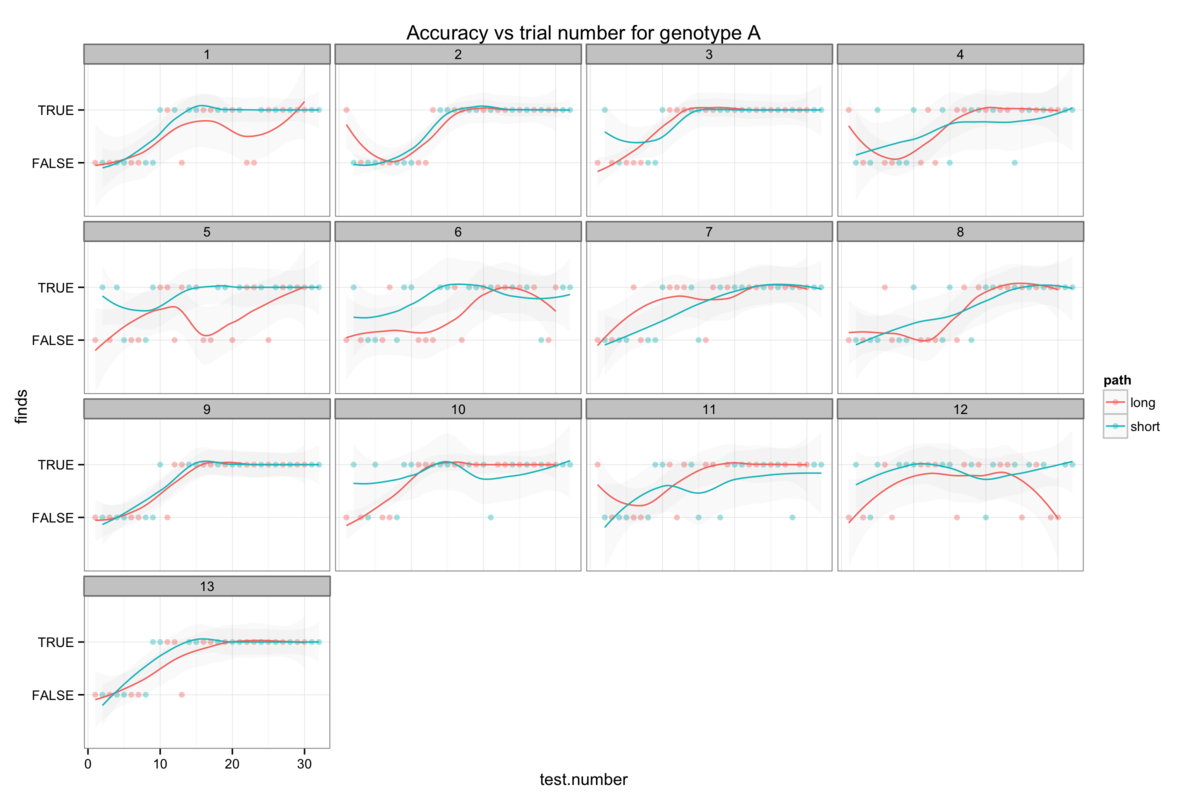 Accuracy vs trial number for genotype A
1 2 3 4
TRUE
FALSE
5 6 7 8
TRUE
FALSE
path
long
short
finds
9 10 11 12
TRUE
FALSE
13
TRUE
FALSE
0 10 20 30
test.number